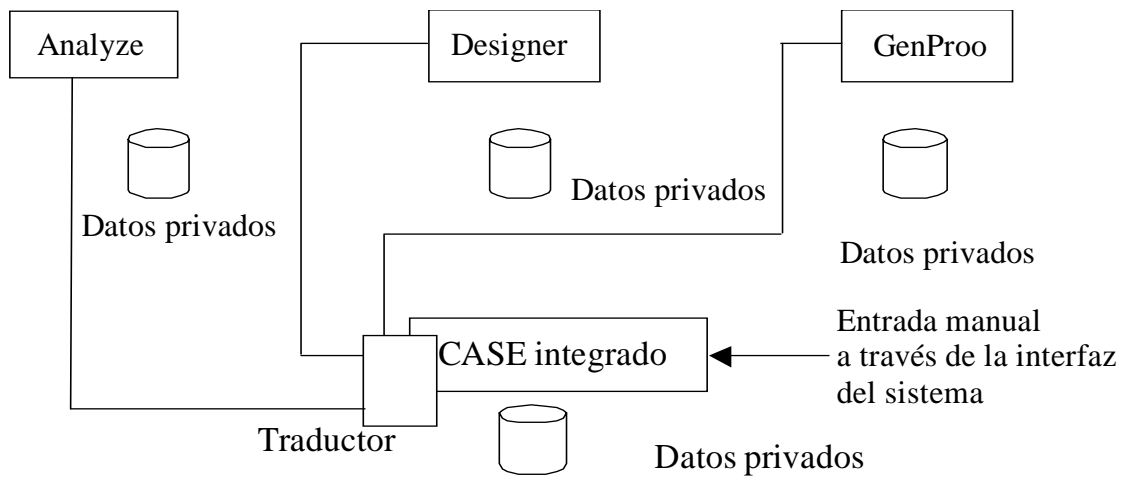 Analyze
Designer
GenProo
Datos privados
Datos privados
Datos privados
Entrada manual
a través de la interfaz
del sistema
CASE integrado
Traductor
Datos privados